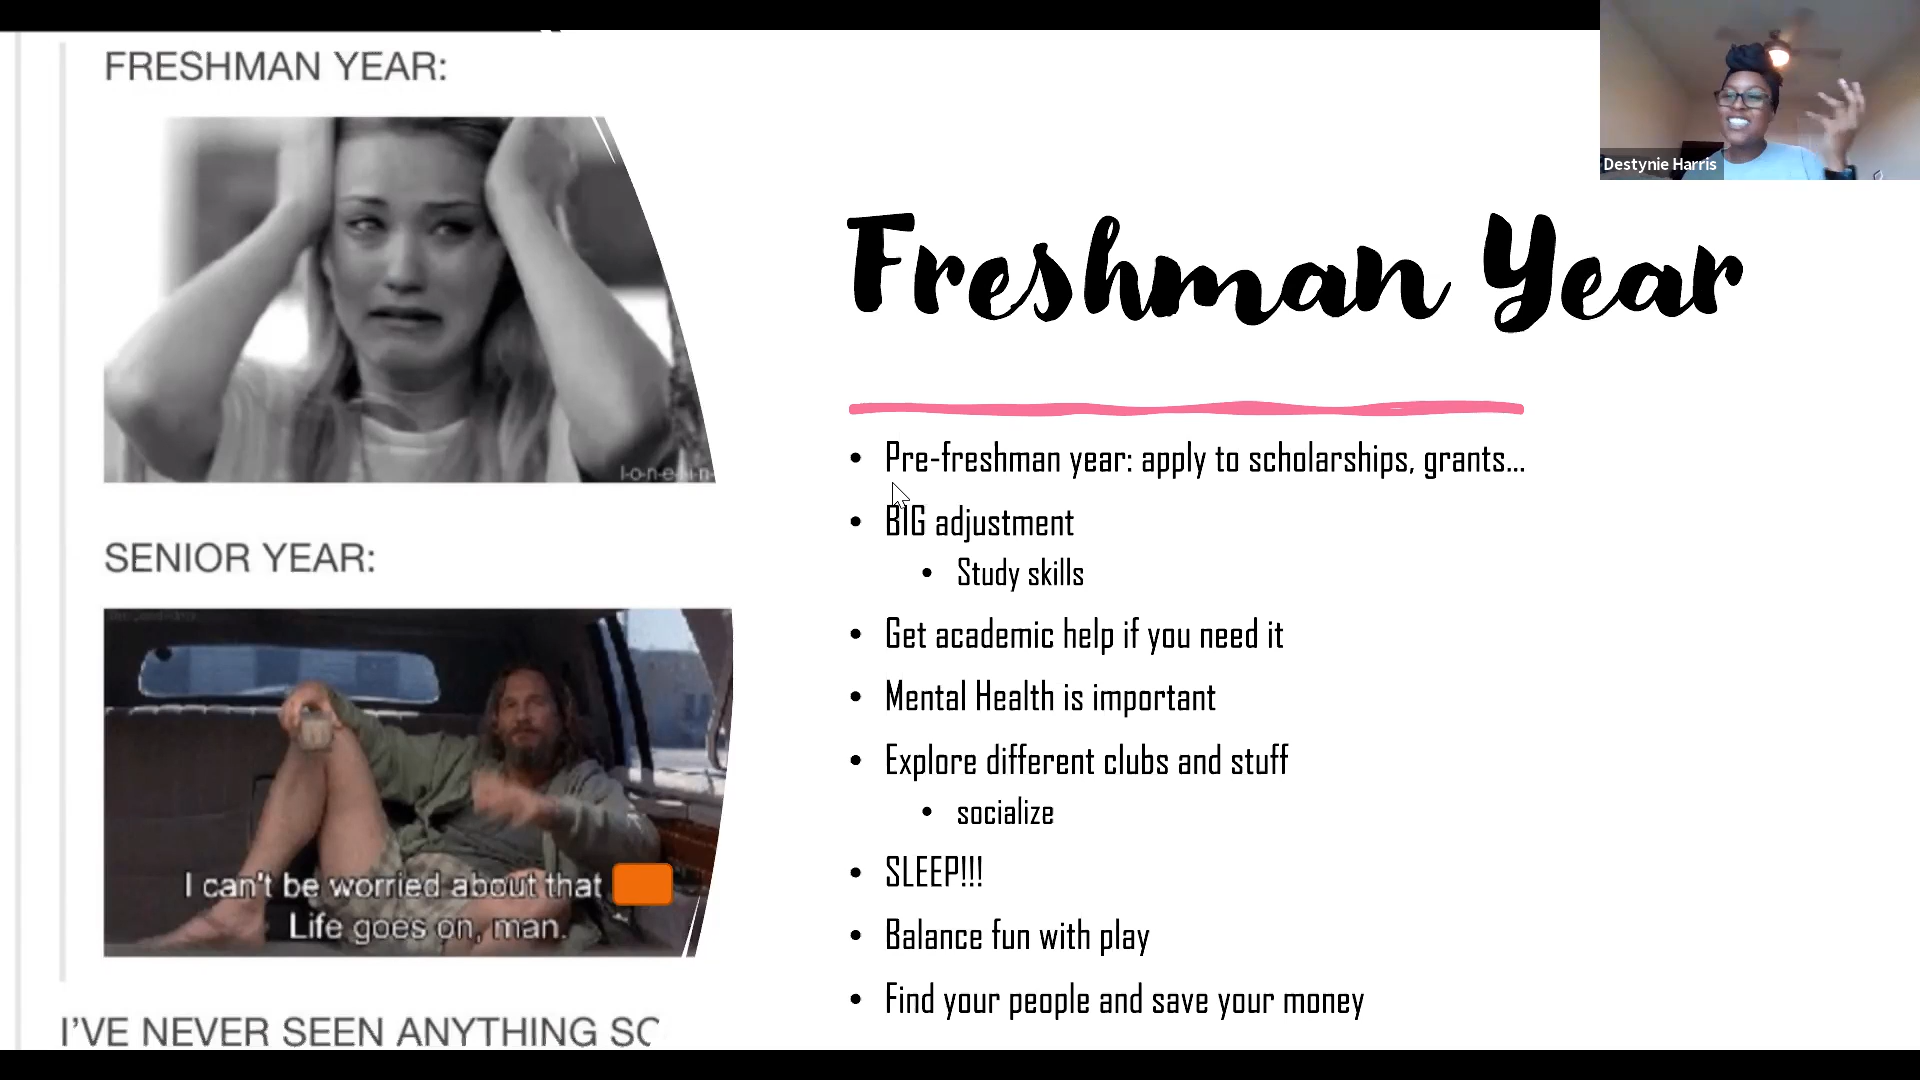 FRESHMAN YEAR:
SENIOR YEAR:
I can't be worried about that
Life goes on, man.
I'VE NEVER SEEN ANYTHING SO
Destynie Harris
Freshman Year
• Pre-freshman year: apply to scholarships, grants...
• BIG adjustment
• Study skills
• Get academic help if you need it
• Mental Health is important
• Explore different clubs and stuff
• socialize
• SLEEP!!!
• Balance fun with play
• Find your people and save your money